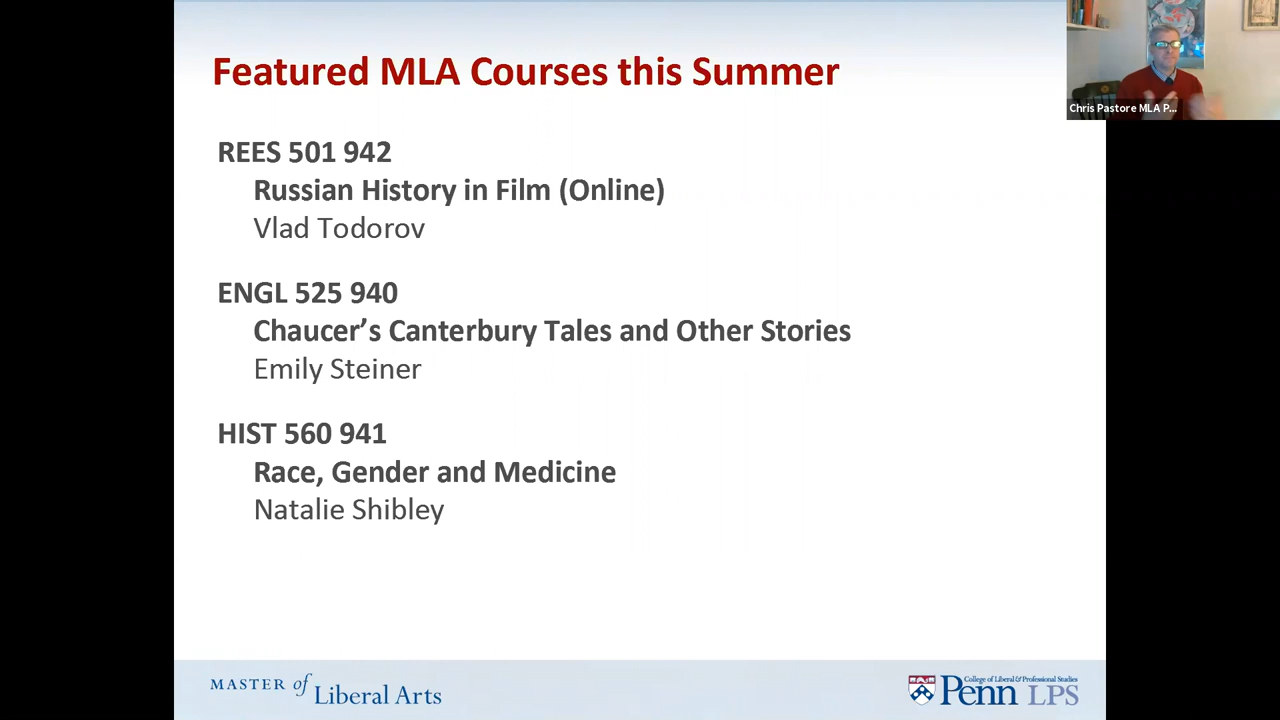 Featured MLA Courses this Summer
Chris Pastore MLA P...
REES 501 942
Russian History in Film (Online)
Vlad Todorov
ENGL 525 940
Chaucer’s Canterbury Tales and Other Stories
Emily Steiner
HIST 560 941
Race, Gender and Medicine
Natalie Shibley
MASTER of
Liberal Arts
College of Liberal & Professional Studies
Penn LPS